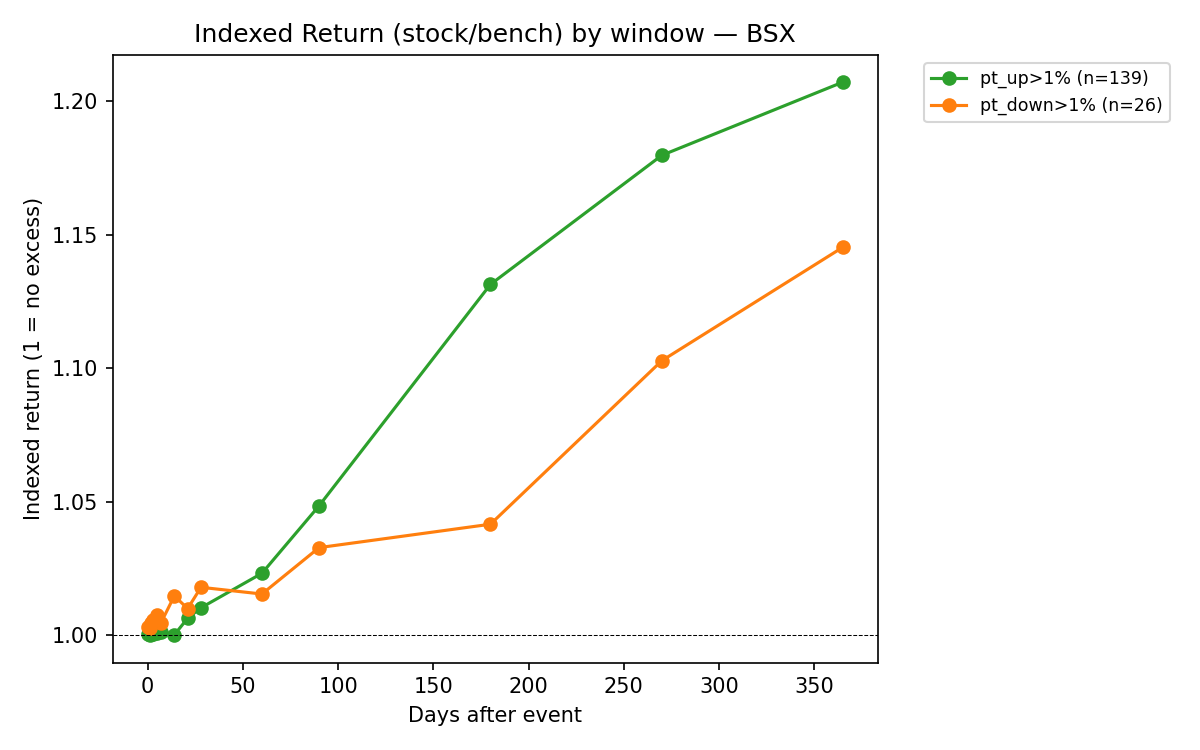 Indexed Return (stock/bench) by window — BSX
pt_up>1% (n=139)
pt_down>1% (n=26)
Indexed return (1 = no excess)
1.20
1.15
1.10
1.05
1.00
0 50 100 150 200 250 300 350
Days after event